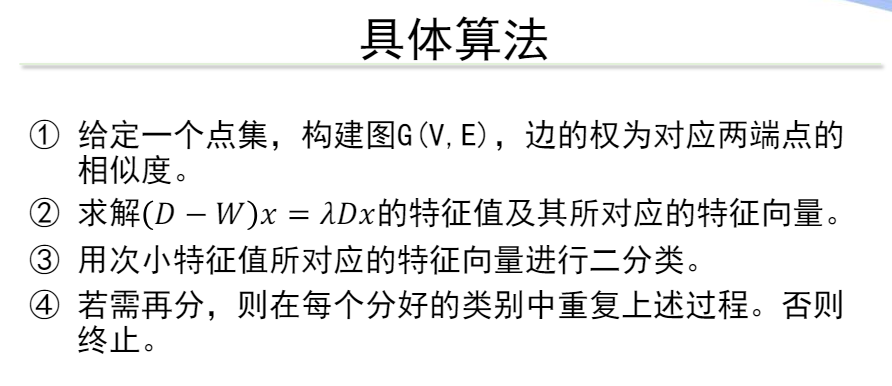 具体算法
① 给定一个点集，构建图G(V,E)，边的权为对应两端点的
相似度。
② 求解(D − W)x = λDx的特征值及其所对应的特征向量。
③ 用次小特征值所对应的特征向量进行二分类。
④ 若需再分，则在每个分好的类别中重复上述过程。否则
终止。